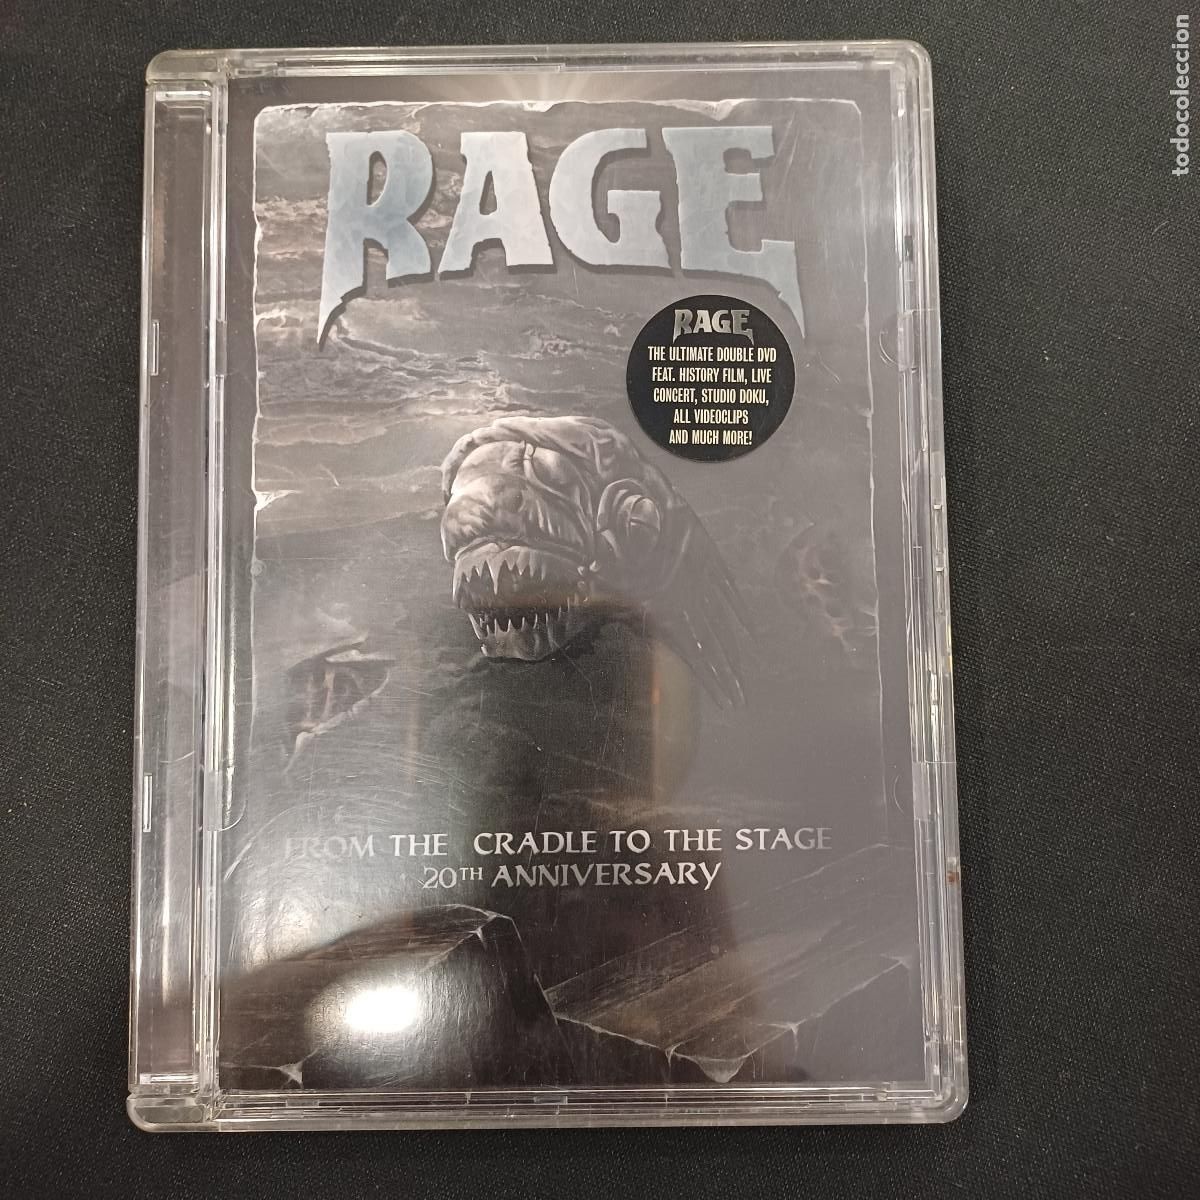 RAGE
RAGE
THE ULTIMATE DOUBLE DVD
FEAT. HISTORY FILM, LIVE
CONCERT, STUDIO DOKU,
ALL VIDEOCLIPS
AND MUCH MORE!
FROM THE CRADLE TO THE STAGE
20TH ANNIVERSARY
todocoleccion